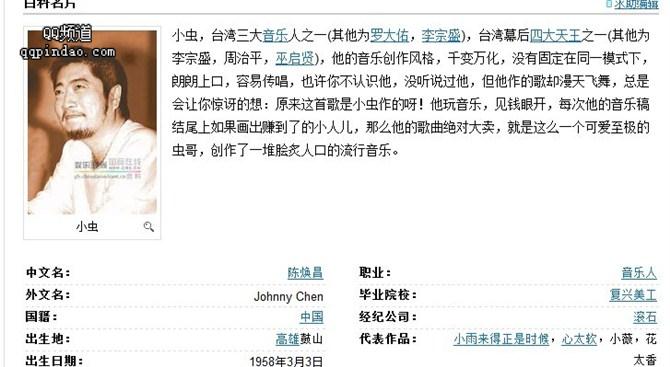 百科名片
求助编辑
QQ频道
qqpindao.com
小虫
小虫，台湾三大音乐人之一(其他为罗大佑，李宗盛)，台湾幕后四大天王之一(其他为
李宗盛，周治平，巫启贤)，他的音乐创作风格，千变万化，没有固定在同一模式下，
朗朗上口，容易传唱，也许你不认识他，没听说过他，但他作的歌却漫天飞舞，总是
会让你惊讶的想：原来这首歌是小虫作的呀！他玩音乐，见钱眼开，每次他的音乐稿
结尾上如果画出赚到了的小人儿，那么他的歌曲绝对大卖，就是这么一个可爱至极的
虫哥，创作了一堆脍炙人口的流行音乐。
中文名： 陈焕昌
外文名： Johnny Chen
国籍： 中国
出生地： 高雄鼓山
出生日期： 1958年3月3日
职业： 音乐人
毕业院校： 复兴美工
经纪公司： 滚石
代表作品： 小雨来得正是时候，心太软，小薇，花
太香